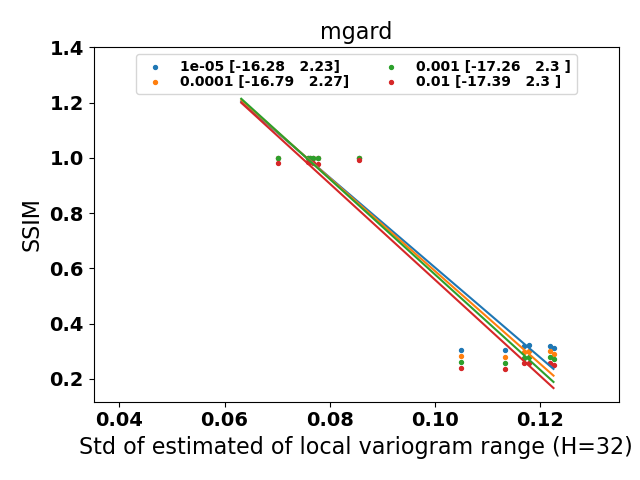 mgard
1.4
1e-05 [-16.28   2.23]
0.0001 [-16.79   2.27]
0.001 [-17.26   2.3 ]
0.01 [-17.39   2.3 ]
1.2
1.0
0.8
0.6
0.4
0.2
SSIM
0.04 0.06 0.08 0.10 0.12
Std of estimated of local variogram range (H=32)